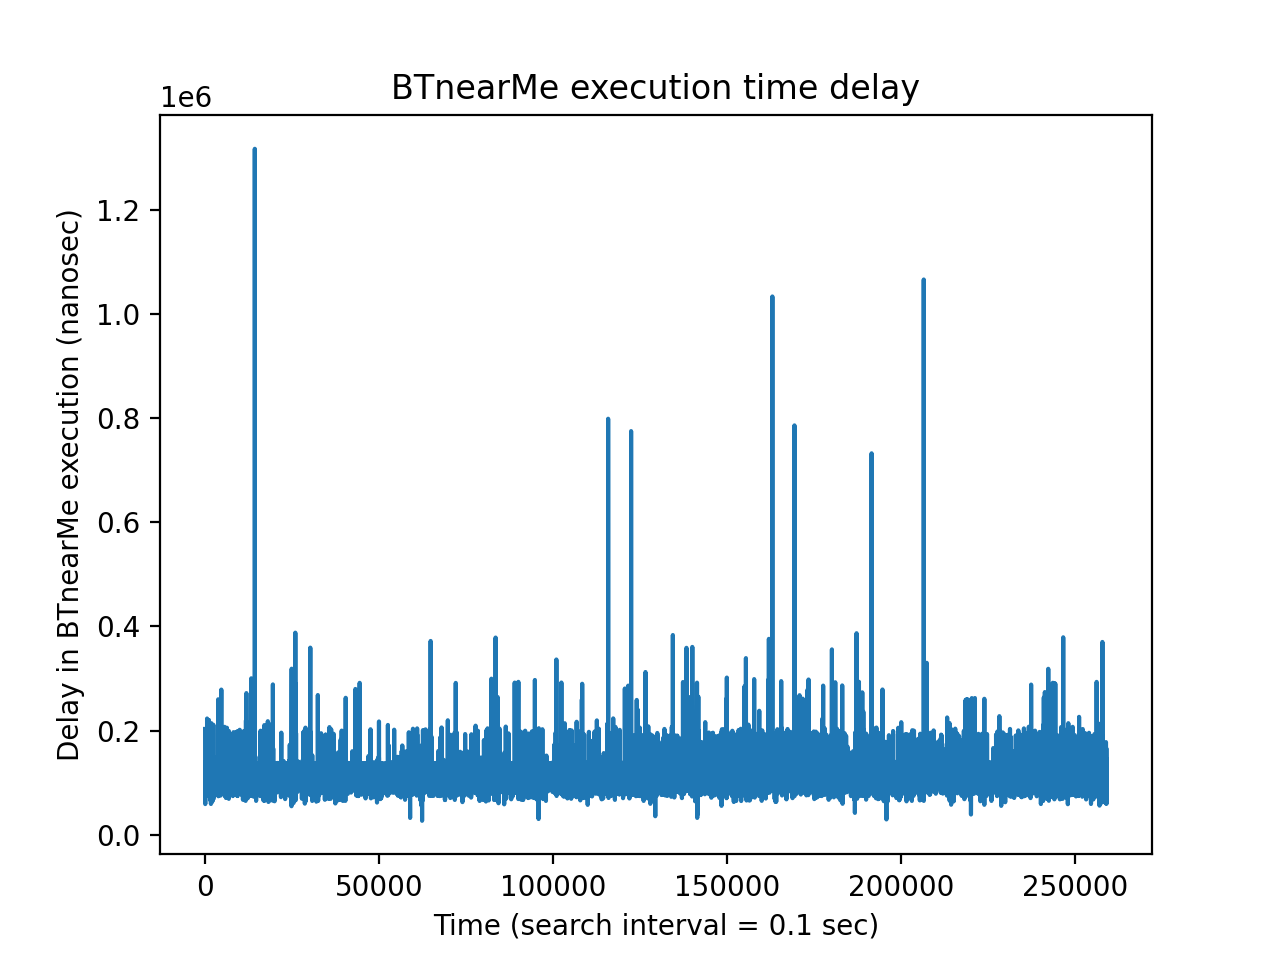 BTnearMe execution time delay
1e6
Delay in BTnearMe execution (nanosec)
1.2
1.0
0.8
0.6
0.4
0.2
0.0
0 50000 100000 150000 200000 250000
Time (search interval = 0.1 sec)